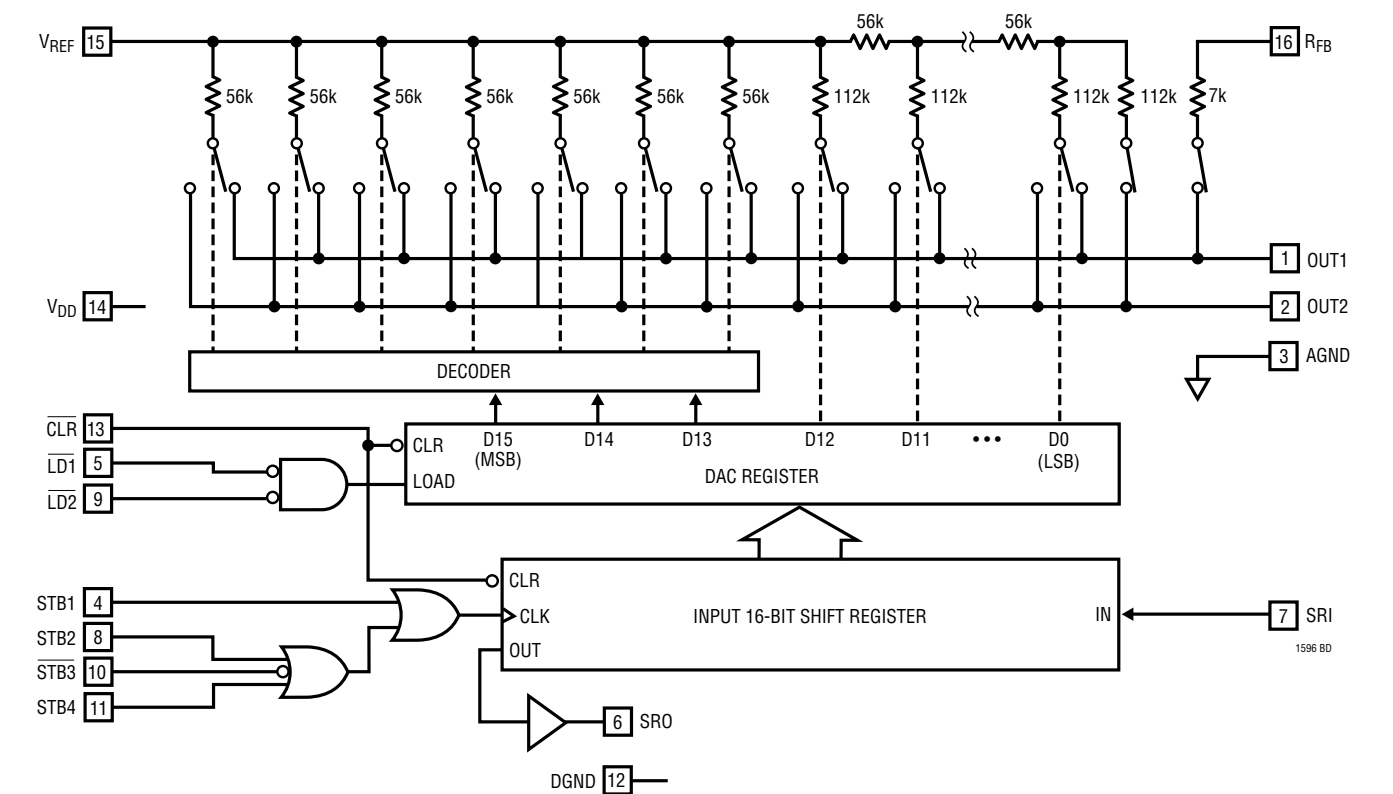 56k 56k
VREF 15
16 RFB
56k 56k 56k 56k 56k 56k 56k 112k 112k 112k 112k 7k
1 OUT1
VDD 14
2 OUT2
3 AGND
DECODER
CLR 13
CLR D15 D14 D13 D12 D11 ••• D0
(MSB) (LSB)
LD1 5
LOAD DAC REGISTER
LD2 9
CLR
STB1 4
CLK INPUT 16-BIT SHIFT REGISTER IN 7 SRI
STB2 8
OUT
1596 BD
STB3 10
STB4 11
6 SRO
DGND 12